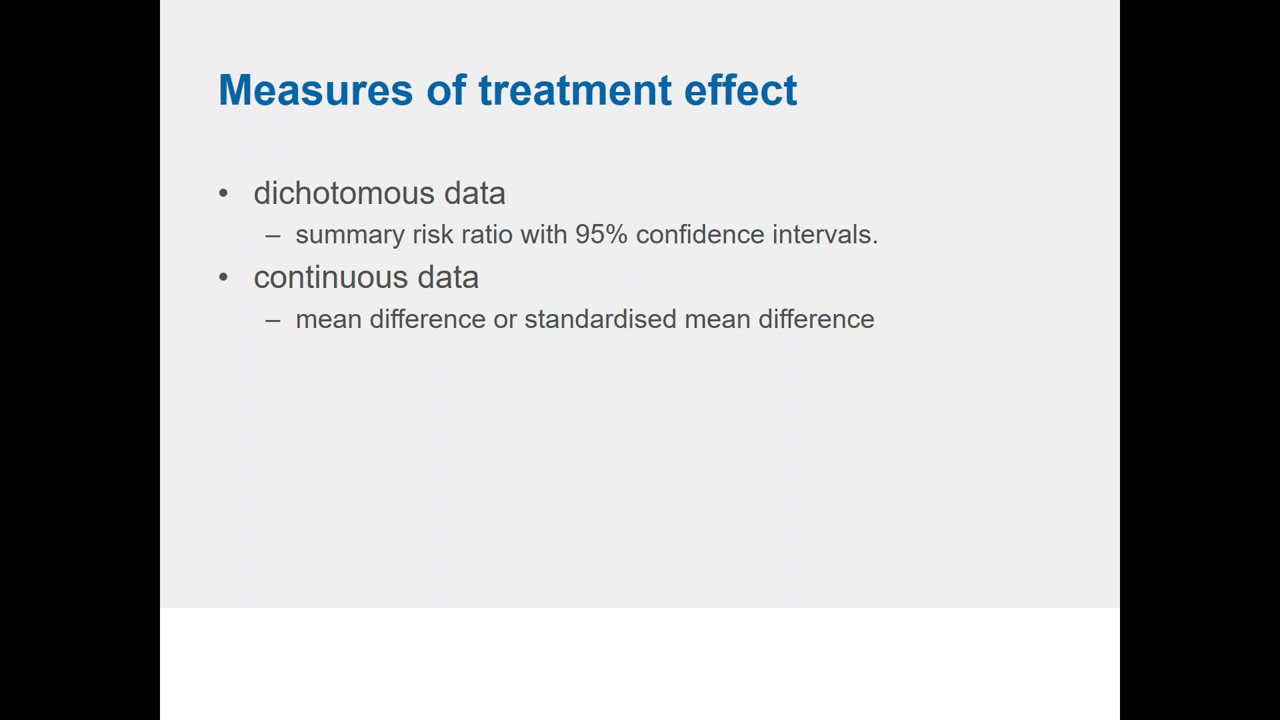 Measures of treatment effect
• dichotomous data
– summary risk ratio with 95% confidence intervals.
• continuous data
– mean difference or standardised mean difference